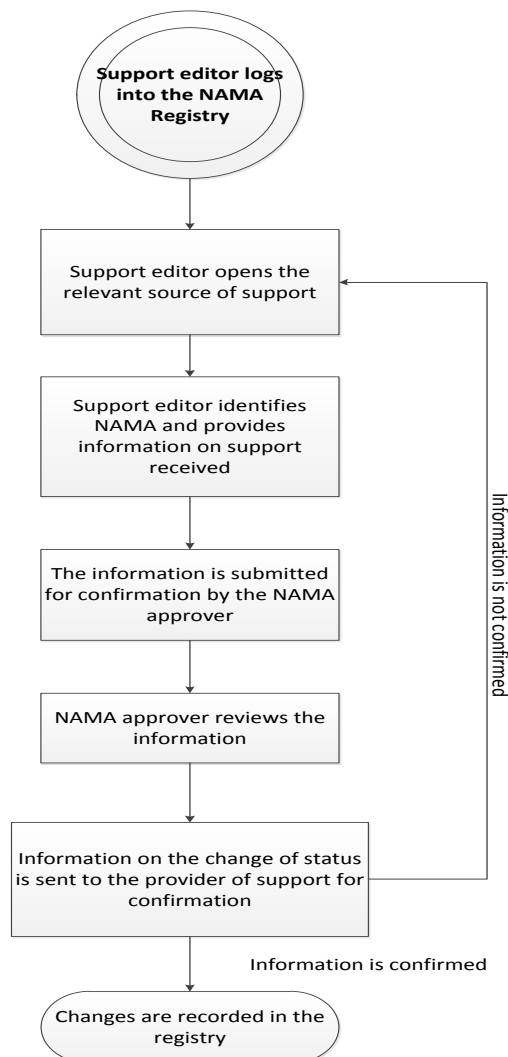 Support editor logs
into the NAMA
Registry
Support editor opens the
relevant source of support
Support editor identifies
NAMA and provides
information on support
received
The information is submitted
for confirmation by the NAMA
approver
NAMA approver reviews the
information
Information on the change of status
is sent to the provider of support for
confirmation
Information is not confirmed
Information is confirmed
Changes are recorded in the
registry